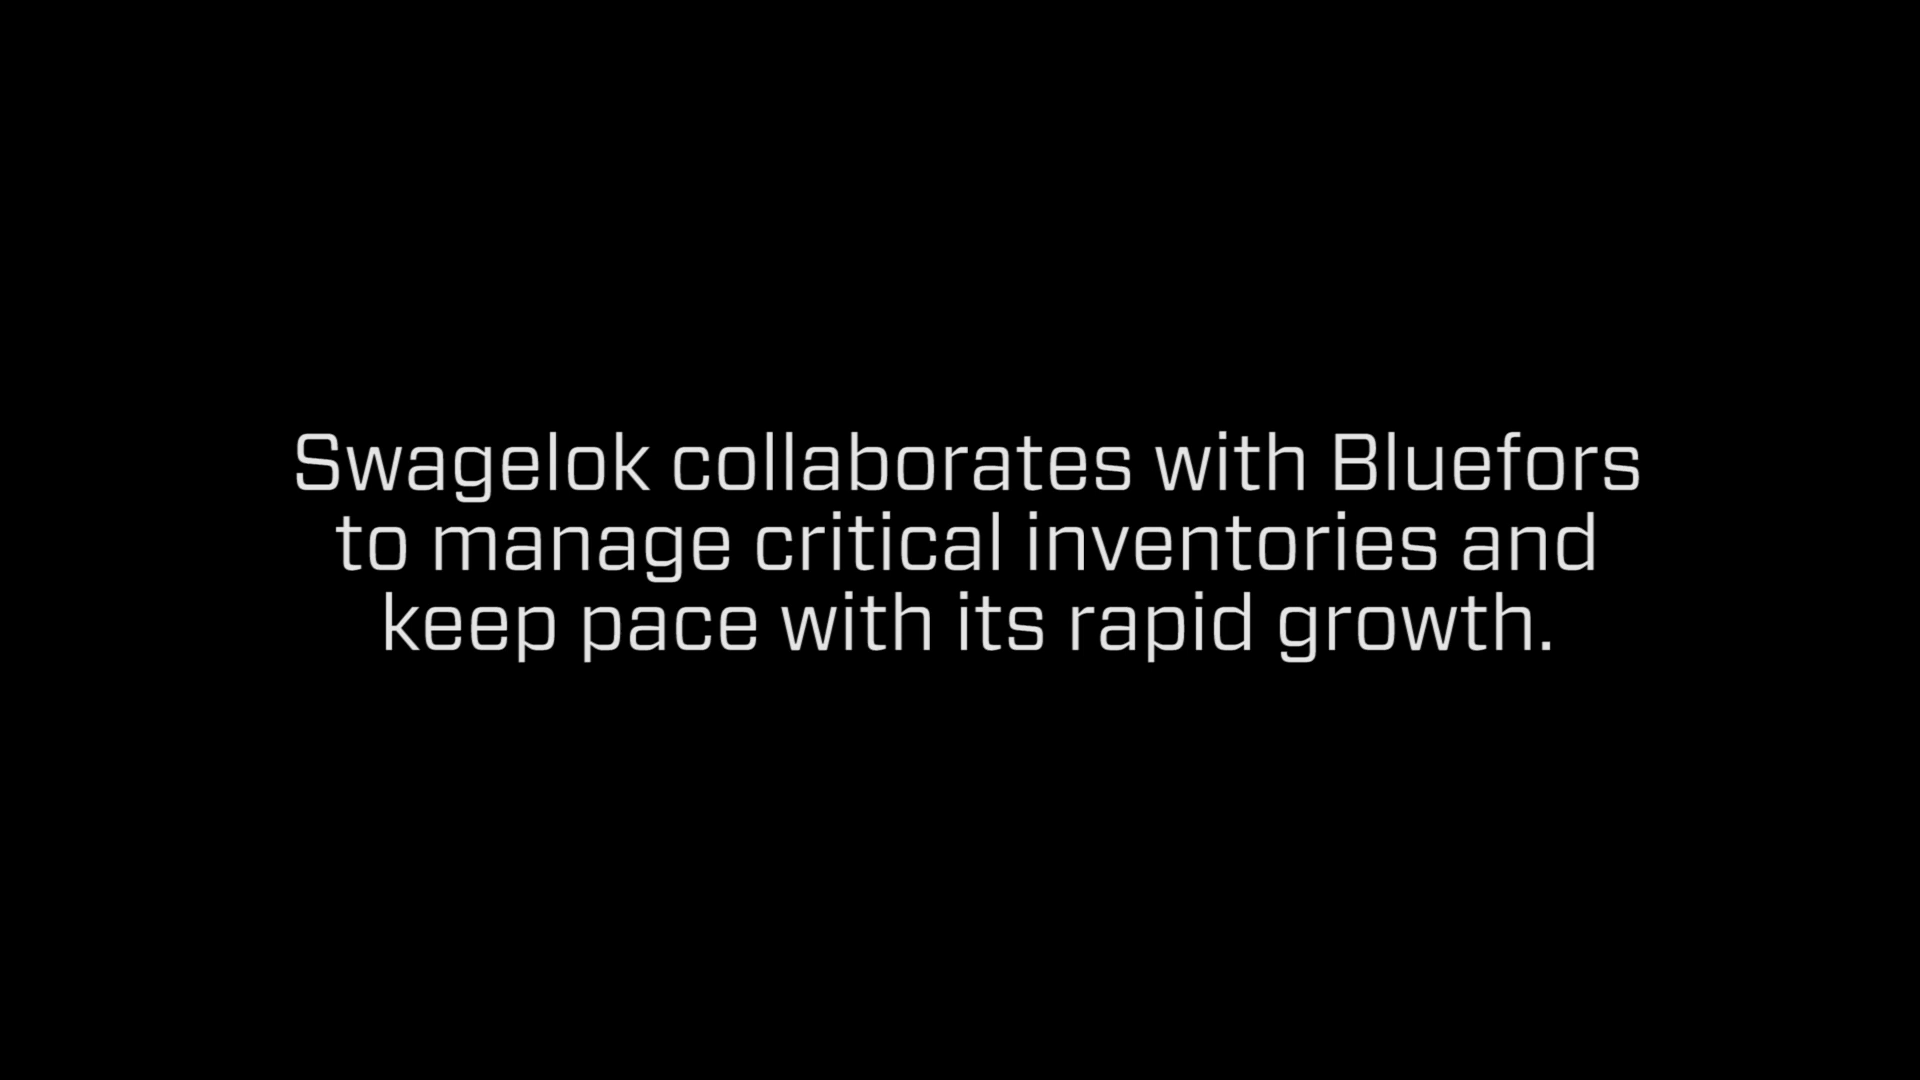 Swagelok collaborates with Bluefors
to manage critical inventories and
keep pace with its rapid growth.